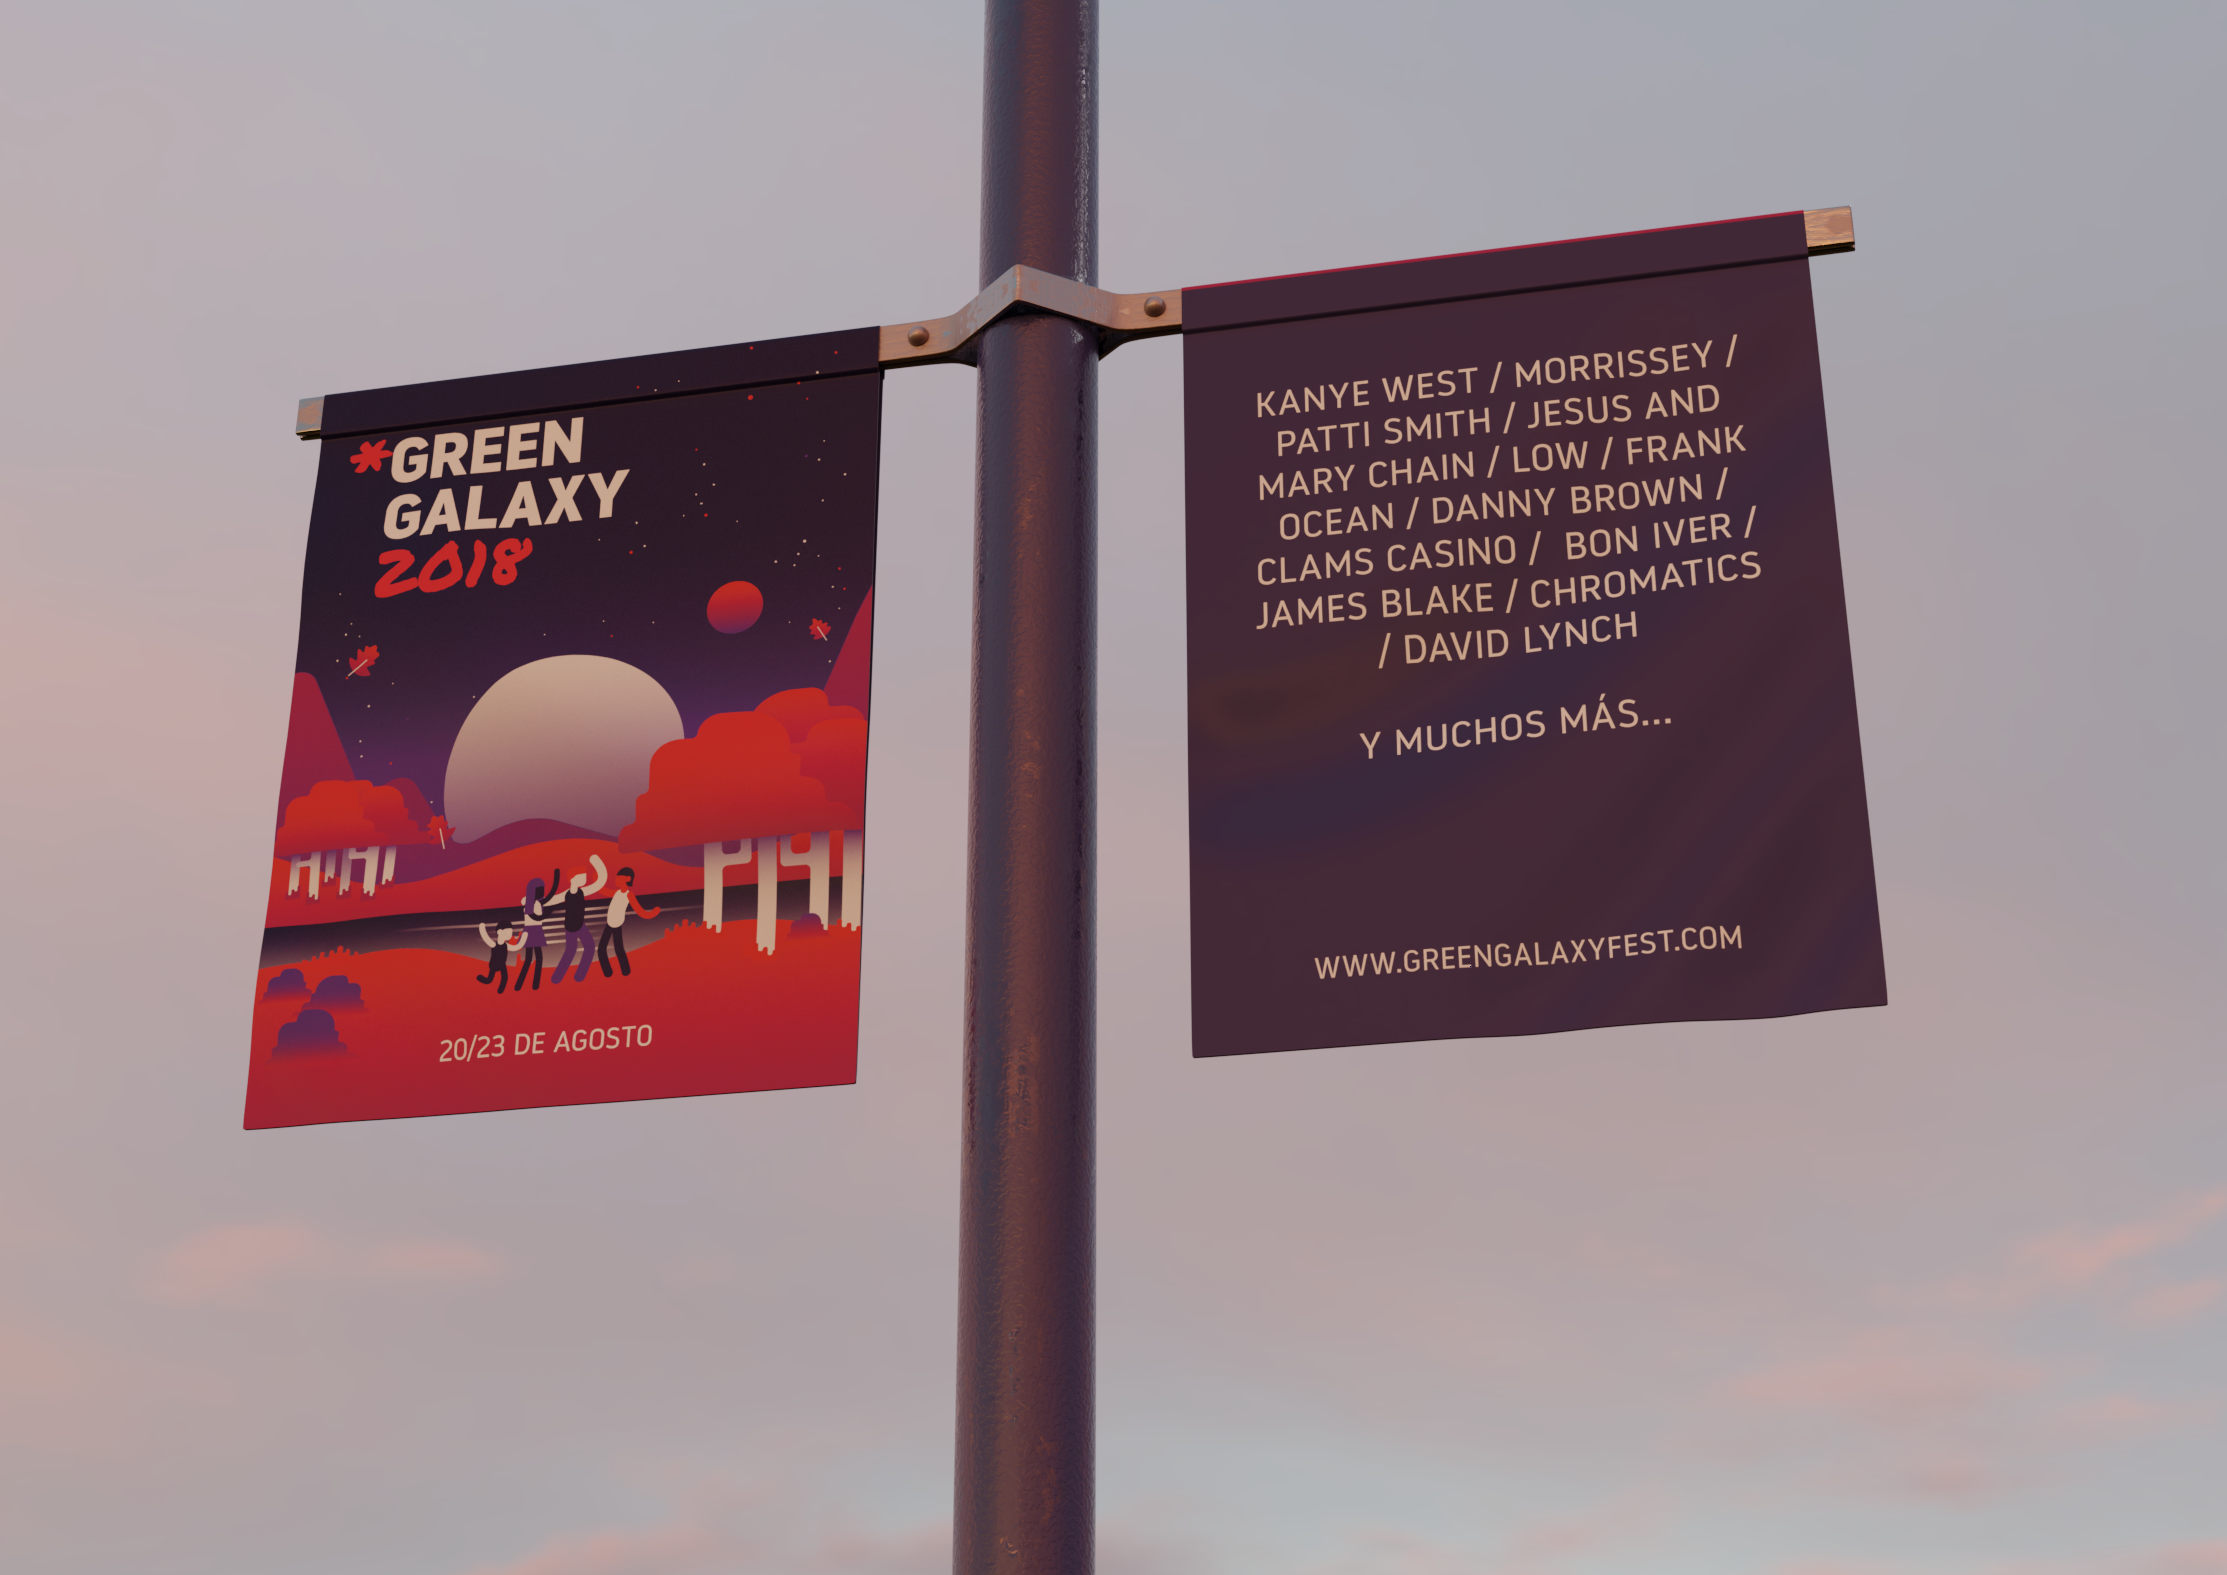 *GREEN
GALAXY
2018
20/23 DE AGOSTO
KANYE WEST / MORRISSEY /
PATTI SMITH / JESUS AND
MARY CHAIN / LOW / FRANK
OCEAN / DANNY BROWN /
CLAMS CASINO / BON IVER /
JAMES BLAKE / CHROMATICS
/ DAVID LYNCH
Y MUCHOS MÁS...
WWW.GREENGALAXYFEST.COM